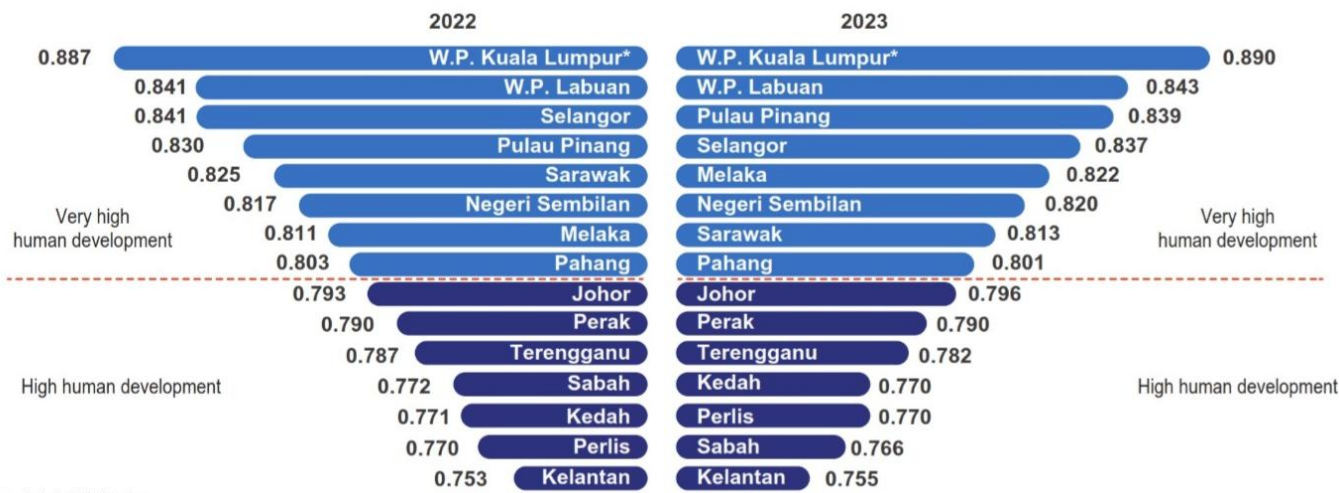 2022
2023
0.887 W.P. Kuala Lumpur*
W.P. Kuala Lumpur* 0.890
0.841 W.P. Labuan
W.P. Labuan 0.843
0.841 Selangor
Pulau Pinang 0.839
0.830 Pulau Pinang
Selangor 0.837
0.825 Sarawak
Melaka 0.822
0.817 Negeri Sembilan
Negeri Sembilan 0.820
Very high
human development
Very high
human development
0.811 Melaka
Sarawak 0.813
0.803 Pahang
Pahang 0.801
0.793 Johor
Johor 0.796
0.790 Perak
Perak 0.790
0.787 Terengganu
Terengganu 0.782
High human development
0.772 Sabah
Kedah 0.770
High human development
0.771 Kedah
Perlis 0.770
0.770 Perlis
Sabah 0.766
0.753 Kelantan
Kelantan 0.755